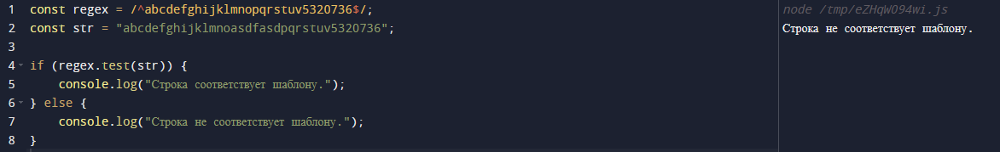 1 const regex = /^abcdefghijklmnopqrstuv5320736$/;
2 const str = "abcdefghijklmnoasdfasdpqrstuv5320736";
3
4 if (regex.test(str)) {
5 console.log("Строка соответствует шаблону.");
6 } else {
7 console.log("Строка не соответствует шаблону.");
8 }
node /tmp/eZHqWO94wi.js
Строка не соответствует шаблону.